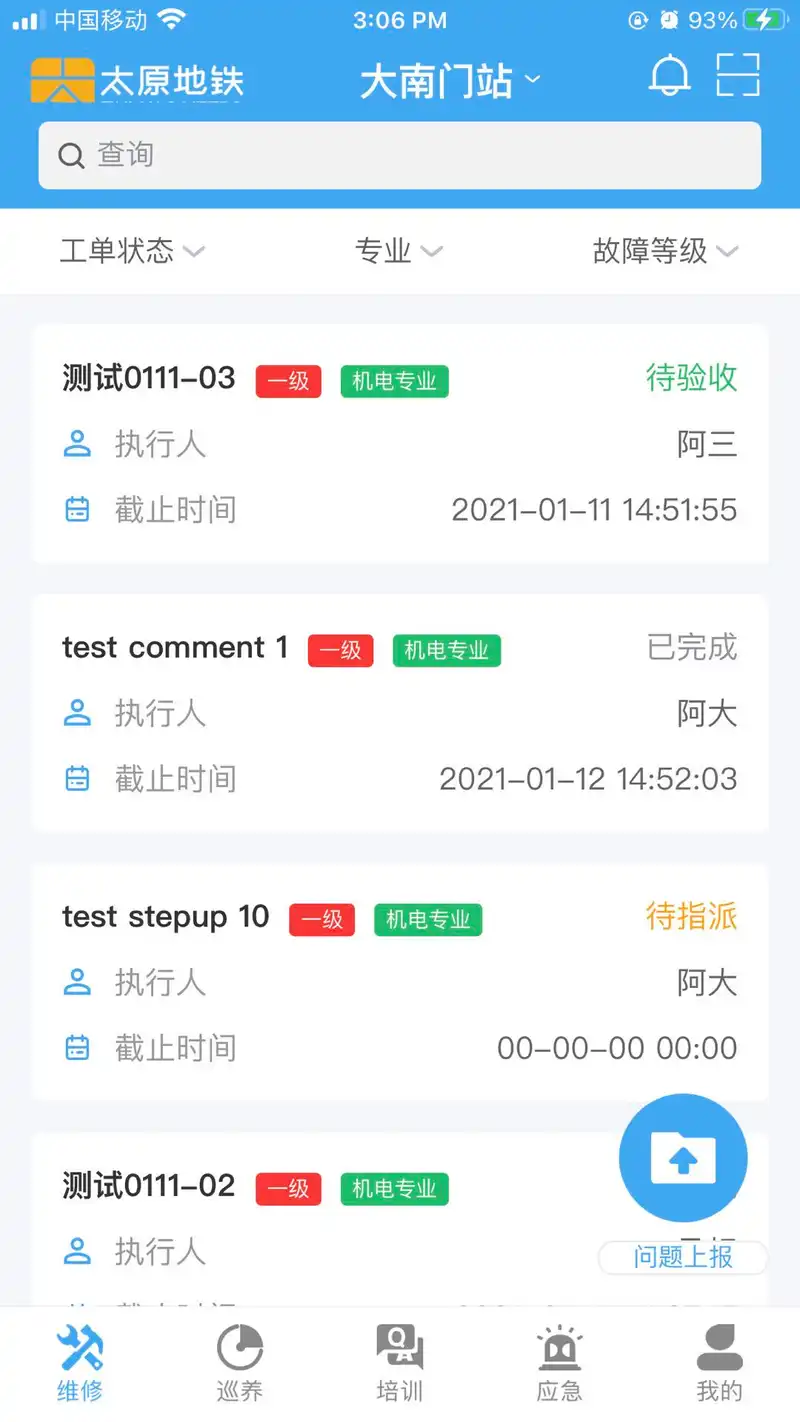 中国移动 3:06 PM 93%
太原地铁 大南门站
查询
工单状态 专业 故障等级
测试0111-03 一级 机电专业 待验收
执行人 阿三
截止时间 2021-01-11 14:51:55
test comment 1 一级 机电专业 已完成
执行人 阿大
截止时间 2021-01-12 14:52:03
test stepup 10 一级 机电专业 待指派
执行人 阿大
截止时间 00-00-00 00:00
测试0111-02 一级 机电专业
执行人
问题上报
维修 巡养 QA 培训 应急 我的